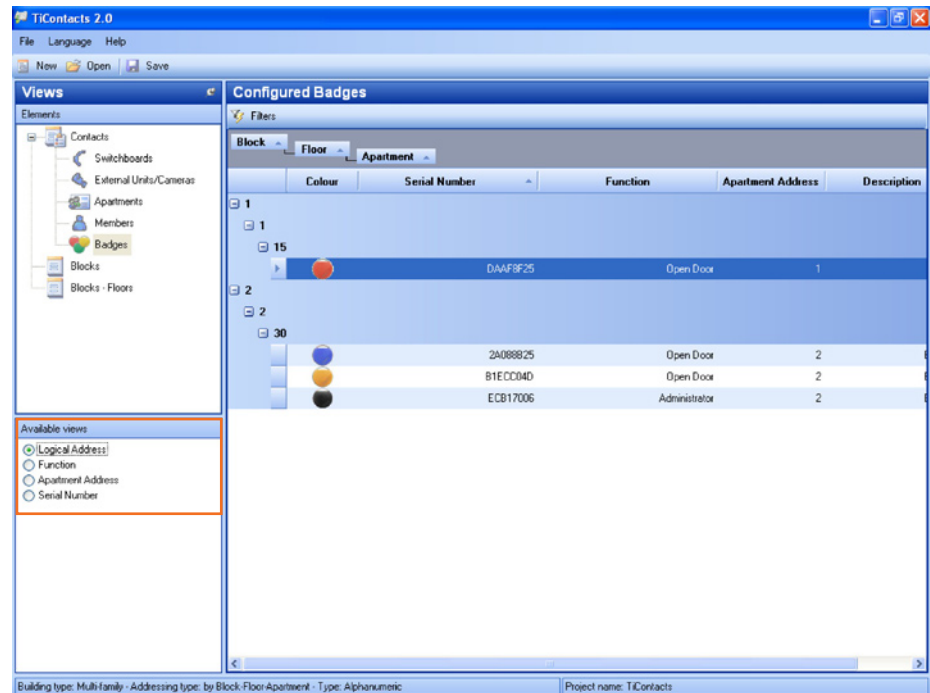 TiContacts 2.0
File Language Help
New Open Save
Views
Elements
Contacts
Switchboards
External Units/Cameras
Apartments
Members
Badges
Blocks
Blocks - Floors
Available views
Logical Address
Function
Apartment Address
Serial Number
Configured Badges
Filters
Block Floor Apartment
Colour Serial Number Function Apartment Address Description
1
1
15
DAAF8F25 Open Door 1
2
2
30
2A088B25 Open Door 2
B1ECC04D Open Door 2
ECB17006 Administrator 2
Building type: Multi-family - Addressing type: by Block-Floor-Apartment - Type: Alphanumeric Project name: TiContacts